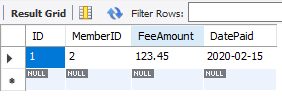 Result Grid Filter Rows:
ID MemberID FeeAmount DatePaid
1 2 123.45 2020-02-15
NULL NULL NULL NULL